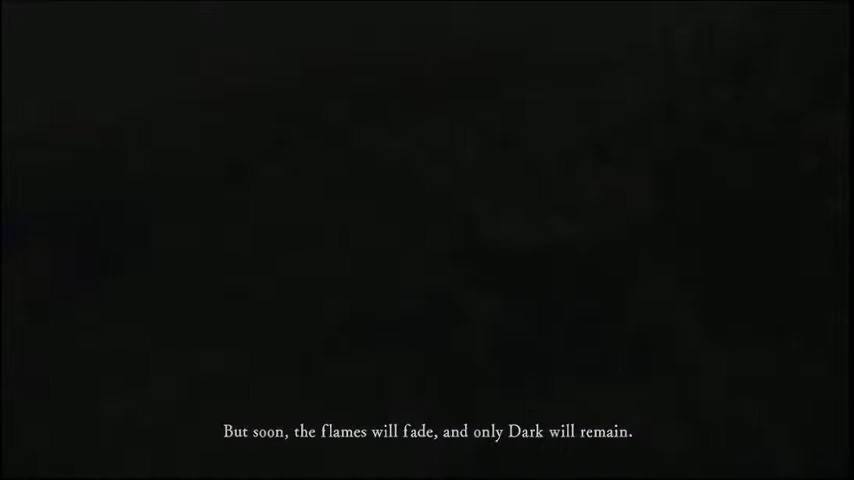 But soon, the flames will fade, and only Dark will remain.